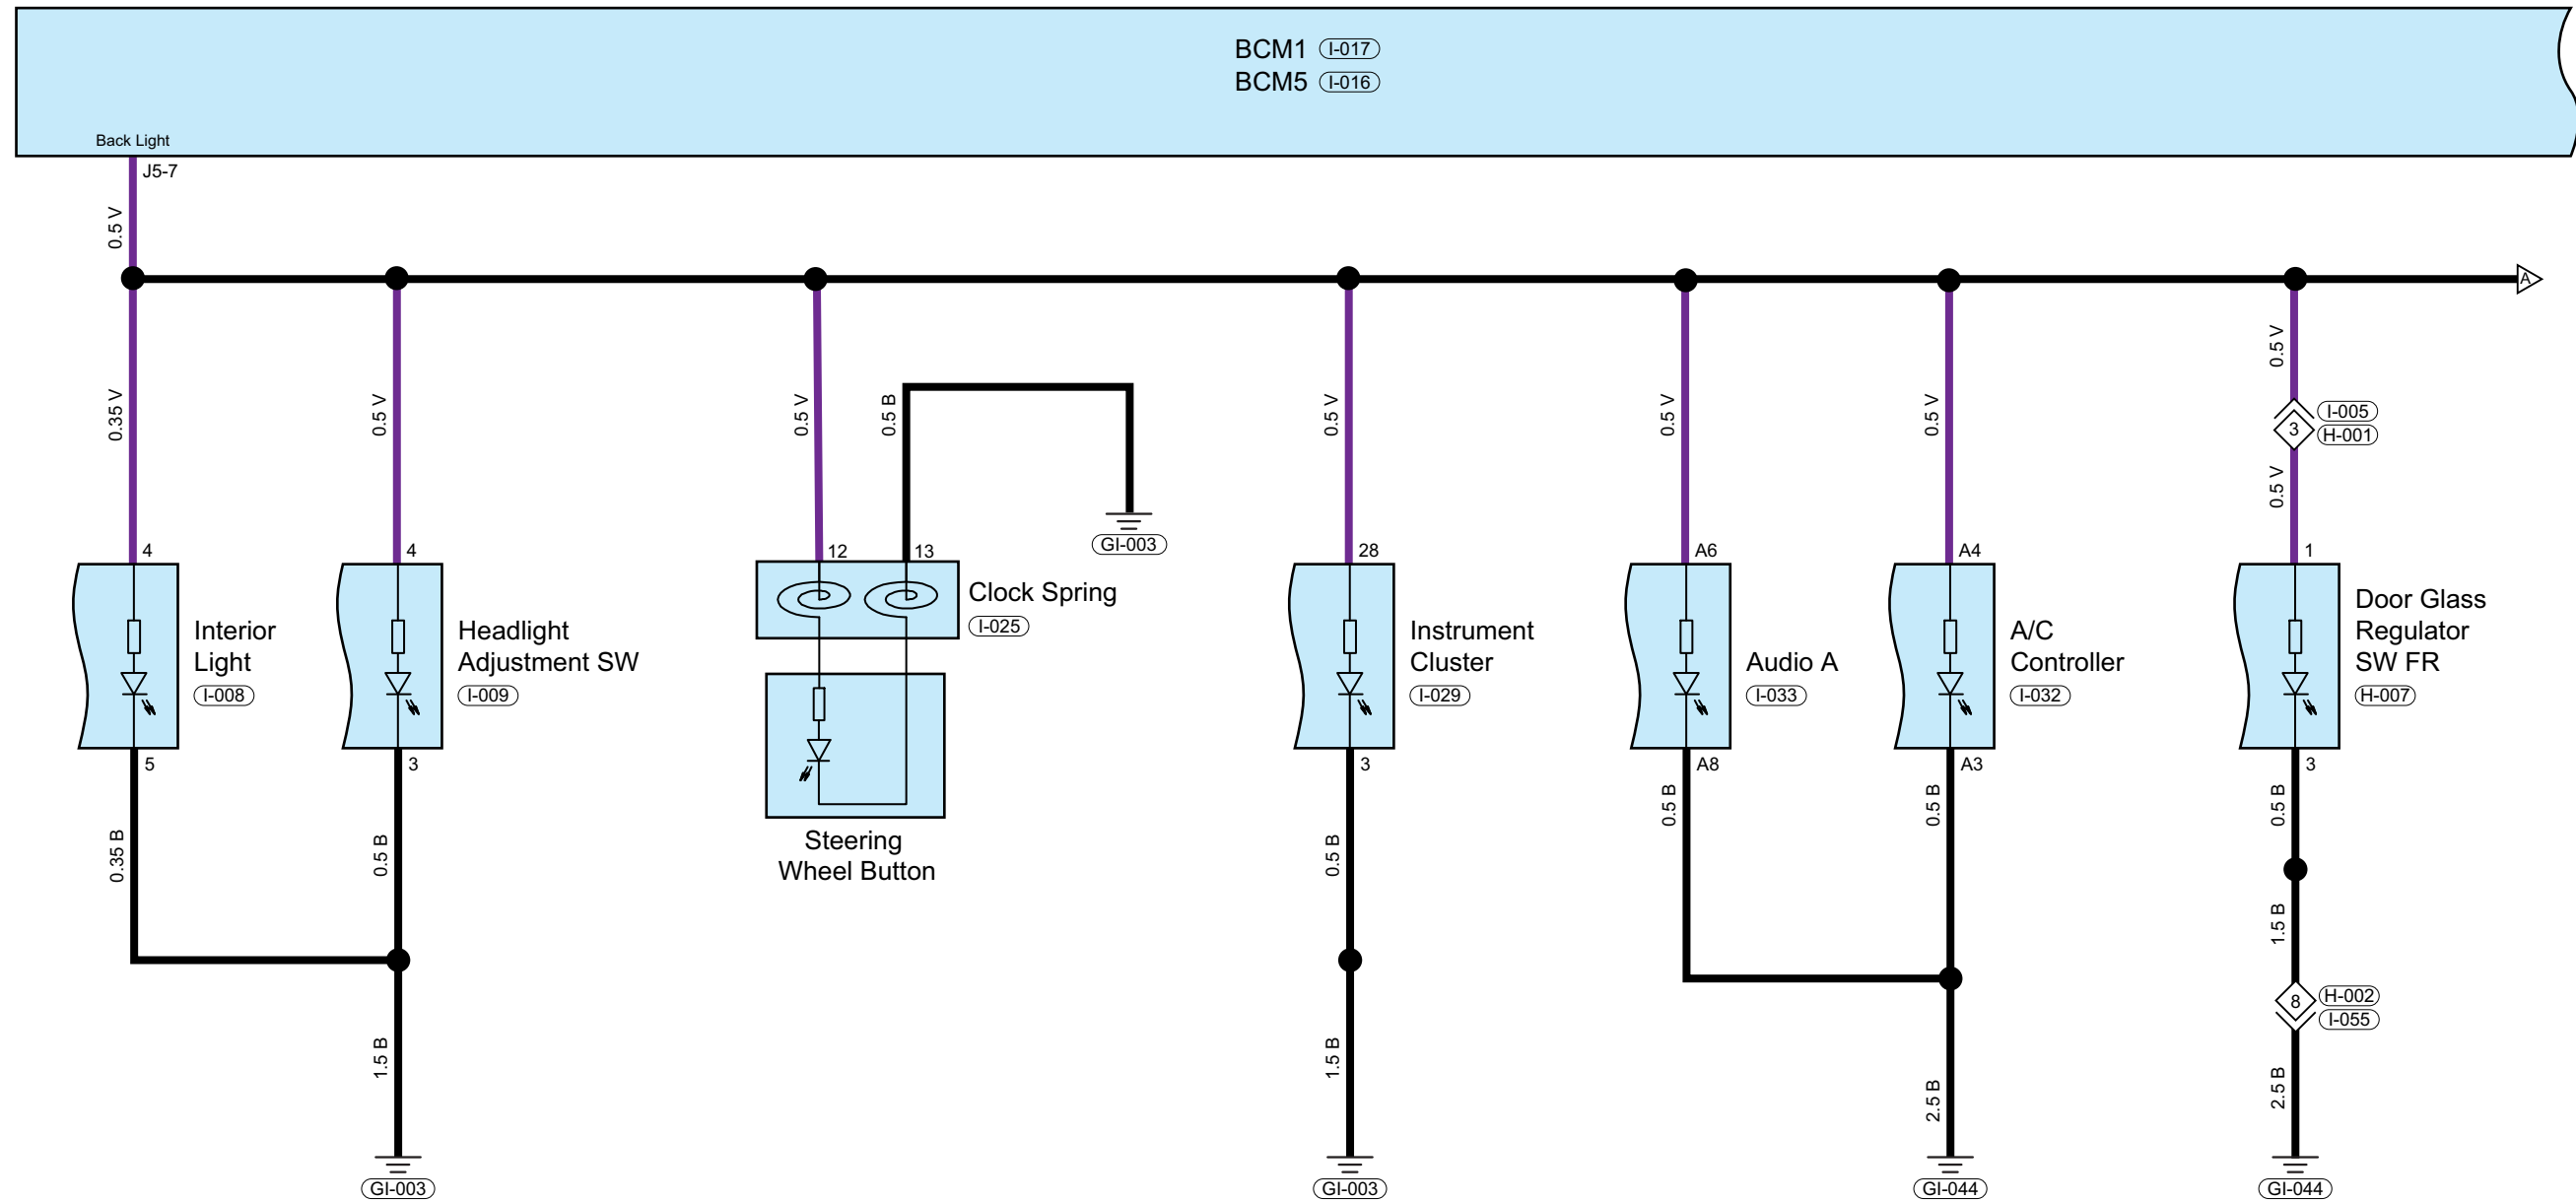 BCM1 I-017
BCM5 I-016
Back Light
J5-7
0.5 V
A
0.35 V
0.5 V
0.5 V
0.5 B
0.5 V
0.5 V
0.5 V
0.5 V
I-005
3
H-001
0.5 V
GI-003
4
4
12
13
28
A6
A4
1
Interior
Light
I-008
Headlight
Adjustment SW
I-009
Clock Spring
I-025
Instrument
Cluster
I-029
Audio A
I-033
A/C
Controller
I-032
Door Glass
Regulator
SW FR
H-007
5
3
3
A8
A3
3
Steering
Wheel Button
0.35 B
0.5 B
0.5 B
0.5 B
0.5 B
0.5 B
1.5 B
8
H-002
I-055
1.5 B
1.5 B
2.5 B
2.5 B
GI-003
GI-003
GI-044
GI-044